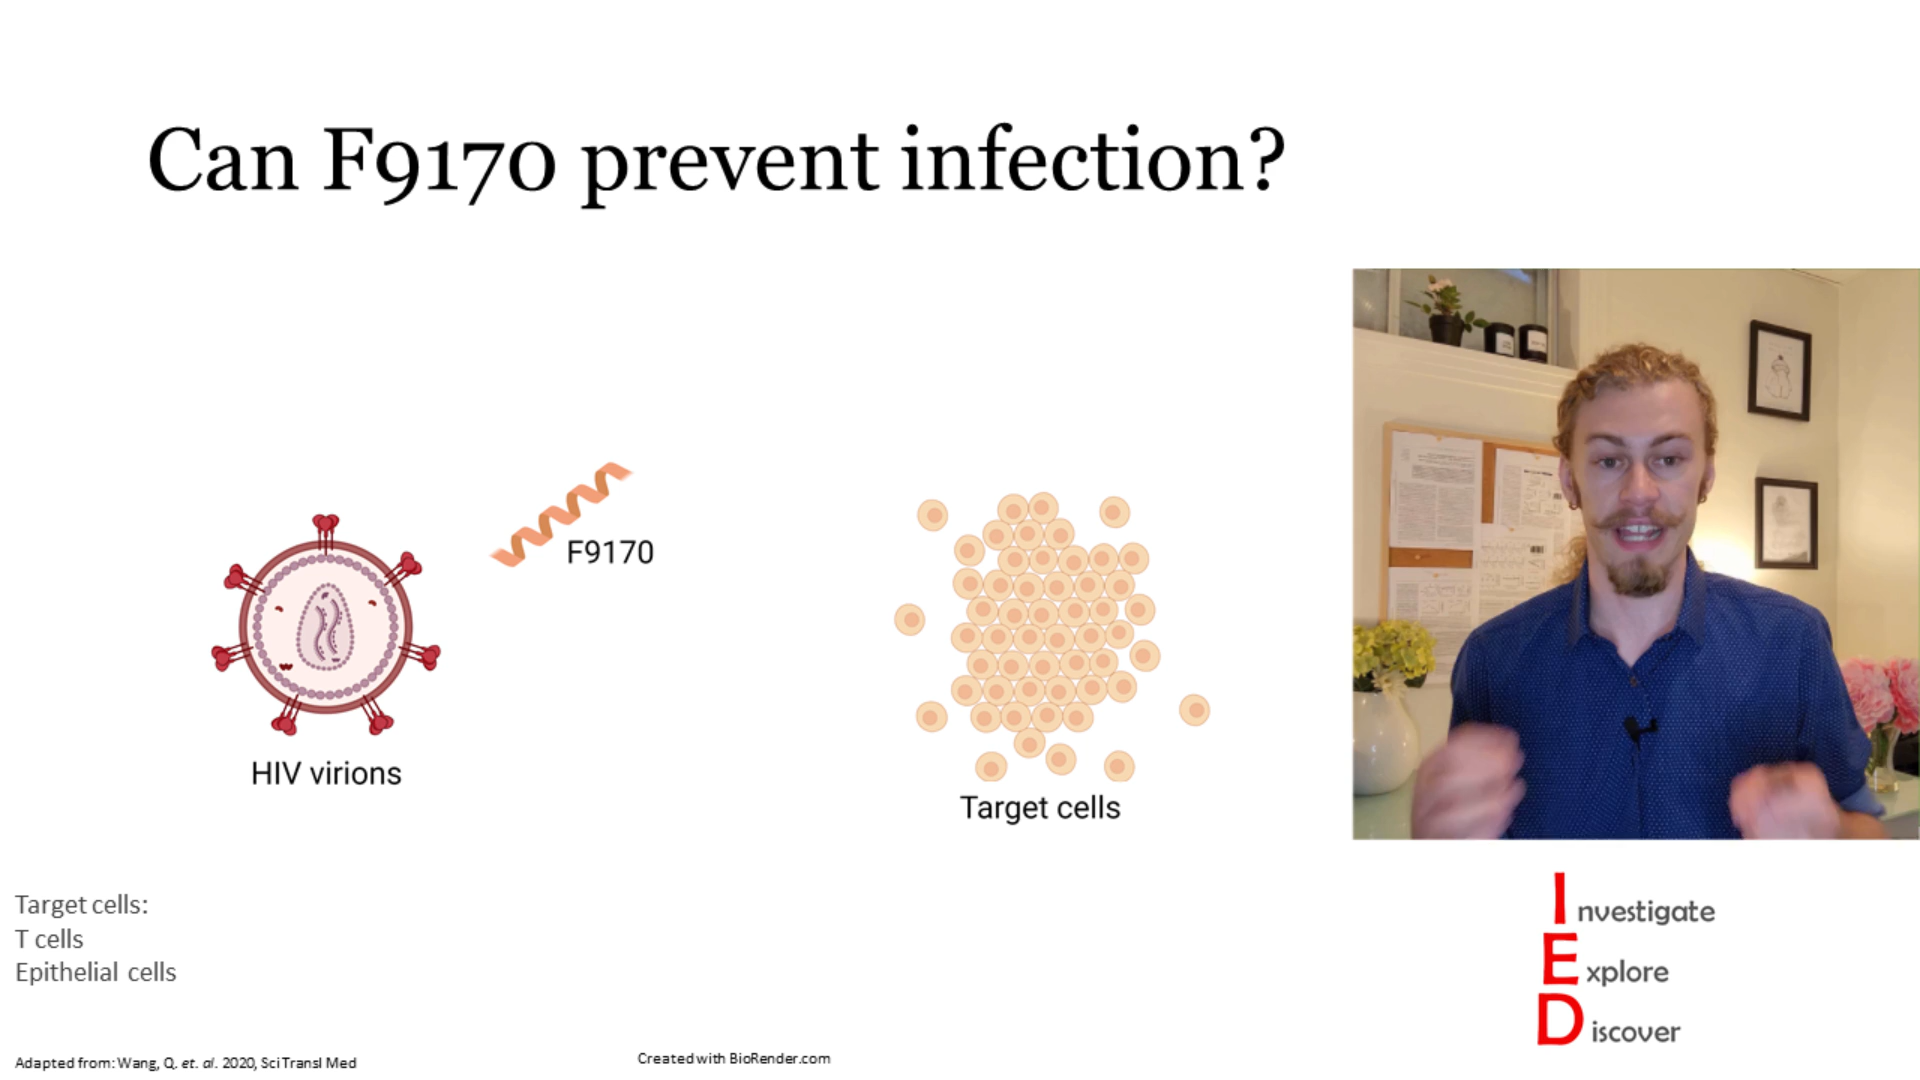 Can F9170 prevent infection?
F9170
HIV virions
Target cells
Target cells:
T cells
Epithelial cells
Investigate
Explore
Discover
Adapted from: Wang, Q. et. al. 2020, Sci Transl Med
Created with BioRender.com